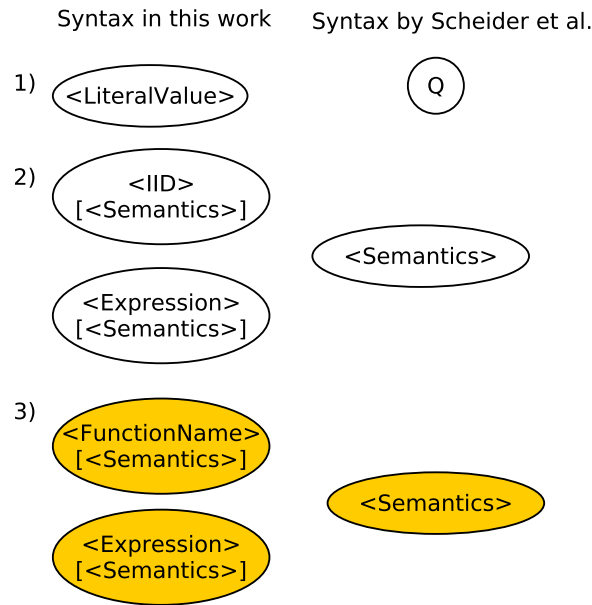 Syntax in this work
Syntax by Scheider et al.
1)
<LiteralValue>
Q
2)
<IID>
[<Semantics>]
<Semantics>
<Expression>
[<Semantics>]
3)
<FunctionName>
[<Semantics>]
<Semantics>
<Expression>
[<Semantics>]